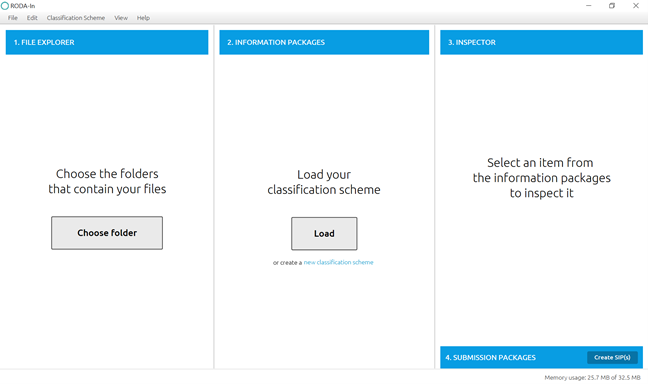 RODA-In
File Edit Classification Scheme View Help
1. FILE EXPLORER
Choose the folders
that contain your files
Choose folder
2. INFORMATION PACKAGES
Load your
classification scheme
Load
or create a new classification scheme
3. INSPECTOR
Select an item from
the information packages
to inspect it
4. SUBMISSION PACKAGES
Create SIP(s)
Memory usage: 25.7 MB of 32.5 MB